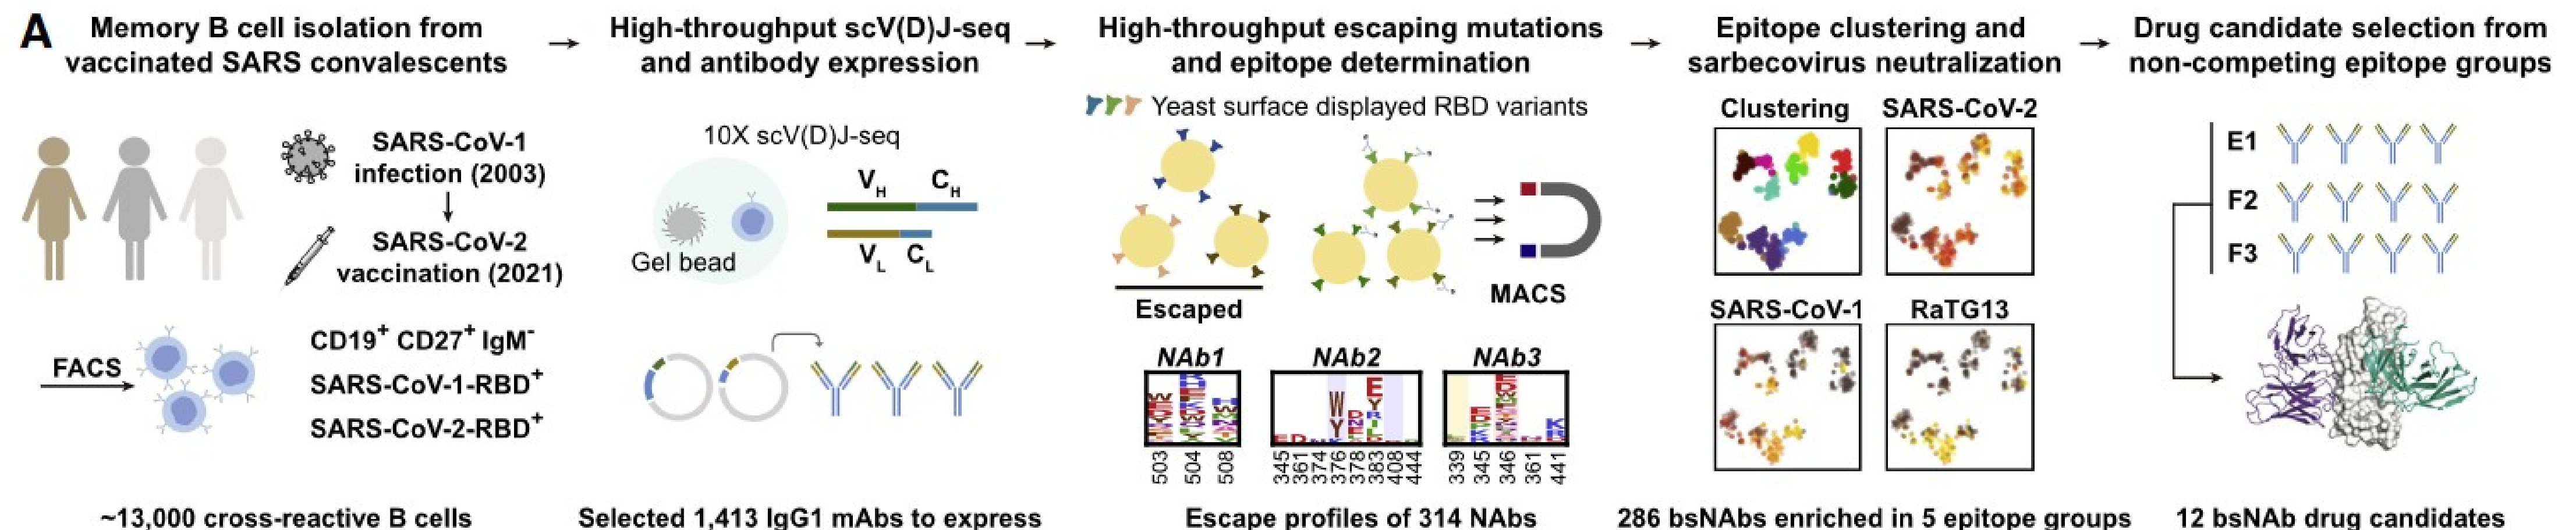 A
Memory B cell isolation from
vaccinated SARS convalescents
SARS-CoV-1
infection (2003)
SARS-CoV-2
vaccination (2021)
FACS
CD19+ CD27+ IgM-
SARS-CoV-1-RBD+
SARS-CoV-2-RBD+
~13,000 cross-reactive B cells
High-throughput scV(D)J-seq
and antibody expression
10X scV(D)J-seq
Gel bead
VH CH
VL CL
Selected 1,413 IgG1 mAbs to express
High-throughput escaping mutations
and epitope determination
Yeast surface displayed RBD variants
Escaped
MACS
NAb1 NAb2 NAb3
503 504 508
345 361 374 376 378 383 408 444
339 345 346 361 441
Escape profiles of 314 NAbs
Epitope clustering and
sarbecovirus neutralization
Clustering SARS-CoV-2
SARS-CoV-1 RaTG13
286 bsNAbs enriched in 5 epitope groups
Drug candidate selection from
non-competing epitope groups
E1
F2
F3
12 bsNAb drug candidates